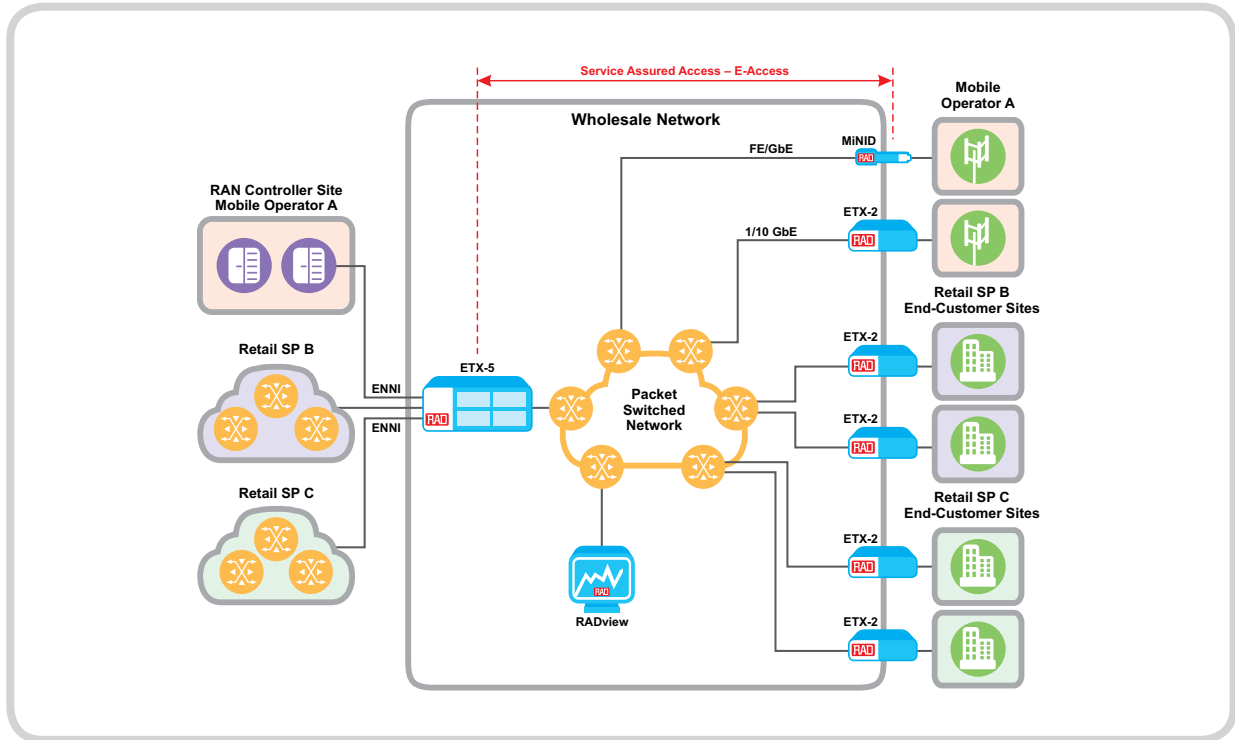 Service Assured Access – E-Access
Mobile
Operator A
Wholesale Network
MiNID
FE/GbE
RAD
RAN Controller Site
Mobile Operator A
ETX-2
1/10 GbE
RAD
Retail SP B
End-Customer Sites
Retail SP B
ETX-2
RAD
ETX-5
ENNI
RAD
ENNI
Packet
Switched
Network
ETX-2
RAD
Retail SP C
Retail SP C
End-Customer Sites
ETX-2
RAD
RAD
RADview
ETX-2
RAD